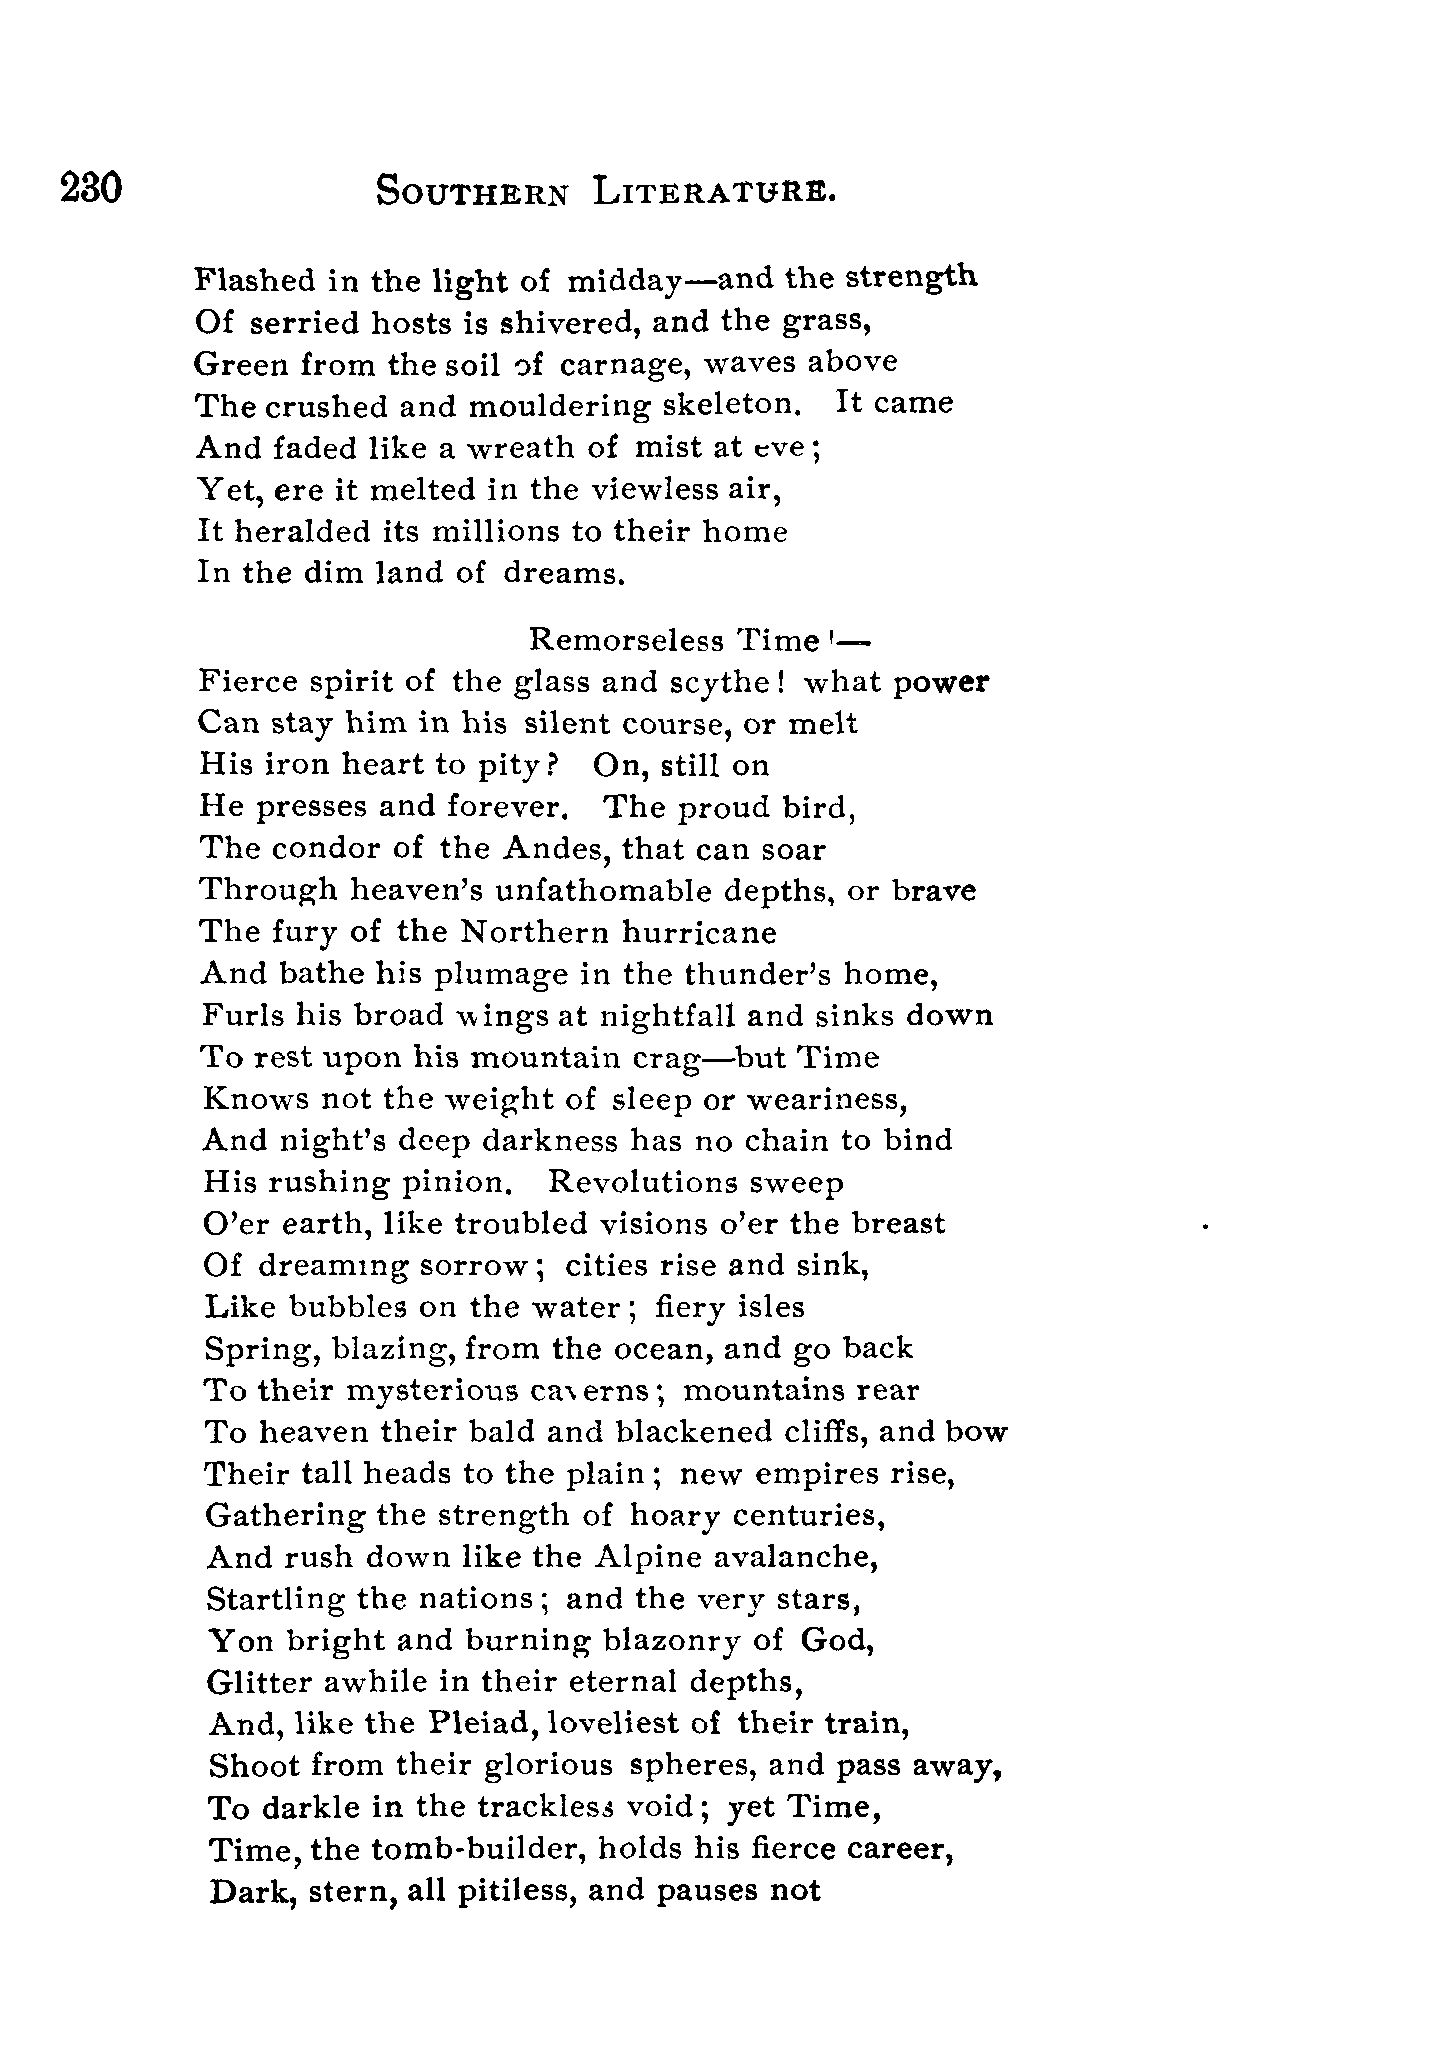 230 SOUTHERN LITERATURE.
Flashed in the light of midday—and the strength
Of serried hosts is shivered, and the grass,
Green from the soil of carnage, waves above
The crushed and mouldering skeleton. It came
And faded like a wreath of mist at eve;
Yet, ere it melted in the viewless air,
It heralded its millions to their home
In the dim land of dreams.
Remorseless Time!—
Fierce spirit of the glass and scythe! what power
Can stay him in his silent course, or melt
His iron heart to pity? On, still on
He presses and forever. The proud bird,
The condor of the Andes, that can soar
Through heaven's unfathomable depths, or brave
The fury of the Northern hurricane
And bathe his plumage in the thunder's home,
Furls his broad wings at nightfall and sinks down
To rest upon his mountain crag—but Time
Knows not the weight of sleep or weariness,
And night's deep darkness has no chain to bind
His rushing pinion. Revolutions sweep
O'er earth, like troubled visions o'er the breast
Of dreaming sorrow; cities rise and sink,
Like bubbles on the water; fiery isles
Spring, blazing, from the ocean, and go back
To their mysterious caverns; mountains rear
To heaven their bald and blackened cliffs, and bow
Their tall heads to the plain; new empires rise,
Gathering the strength of hoary centuries,
And rush down like the Alpine avalanche,
Startling the nations; and the very stars,
Yon bright and burning blazonry of God,
Glitter awhile in their eternal depths,
And, like the Pleiad, loveliest of their train,
Shoot from their glorious spheres, and pass away,
To darkle in the trackless void; yet Time,
Time, the tomb-builder, holds his fierce career,
Dark, stern, all pitiless, and pauses not